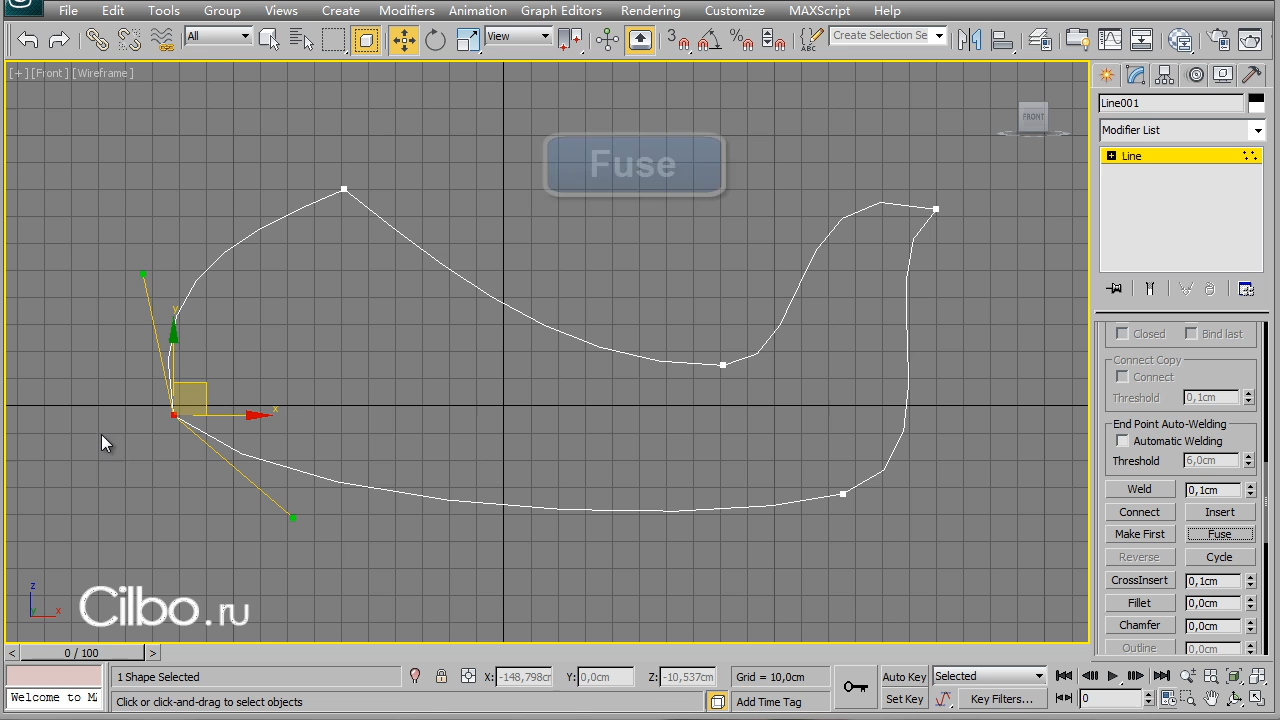 File Edit Tools Group Views Create Modifiers Animation Graph Editors Rendering Customize MAXScript Help
All View 3 % ABC Create Selection Se
[+][Front][Wireframe]
FRONT
Fuse
y
x
z
y x
Cilbo.ru
Line001
Modifier List
Line
Closed Bind last
Connect Copy
Connect
Threshold 0,1cm
End Point Auto-Welding
Automatic Welding
Threshold 6,0cm
Weld 0,1cm
Connect Insert
Make First Fuse
Reverse Cycle
CrossInsert 0,1cm
Fillet 0,0cm
Chamfer 0,0cm
Outline 0,0cm
< 0 / 100 >
1 Shape Selected X: -148,798cm Y: 0,0cm Z: -10,537cm Grid = 10,0cm Auto Key Selected
Welcome to Click or click-and-drag to select objects Add Time Tag Set Key Key Filters... 0